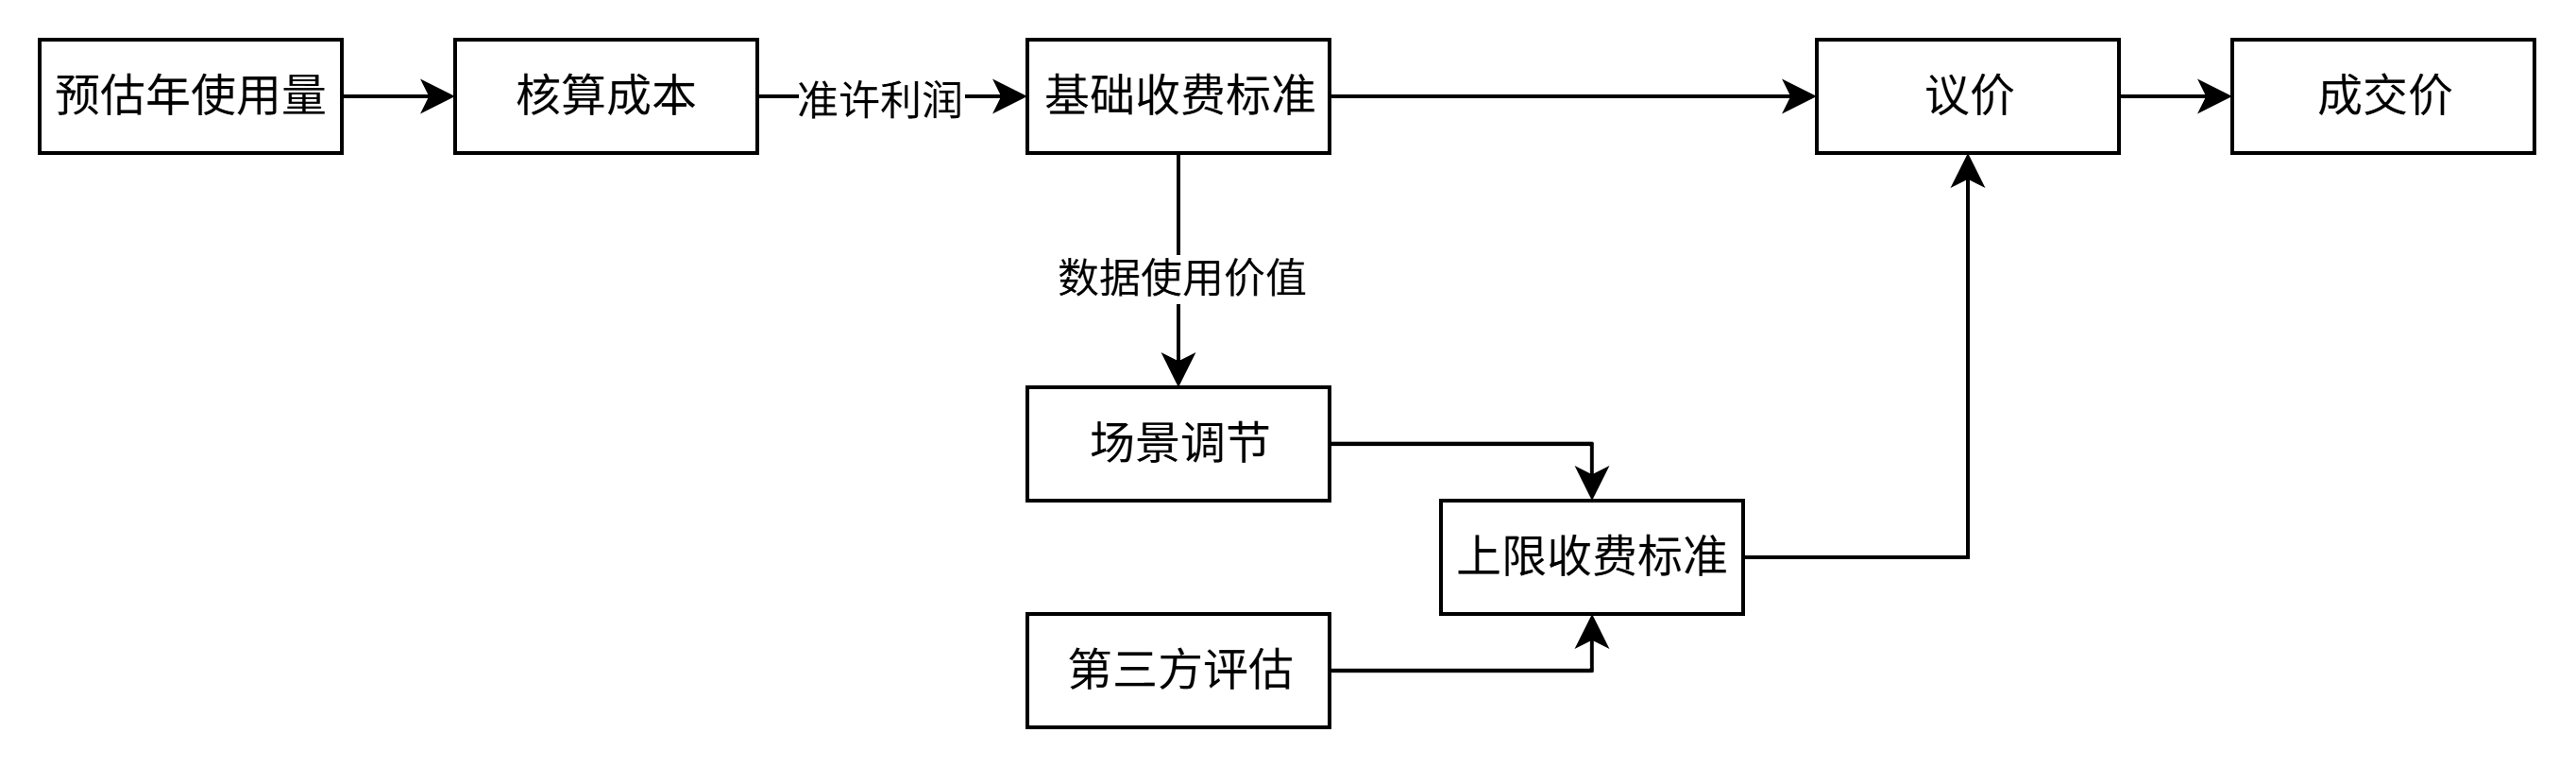 预估年使用量
核算成本
准许利润
基础收费标准
议价
成交价
数据使用价值
场景调节
上限收费标准
第三方评估